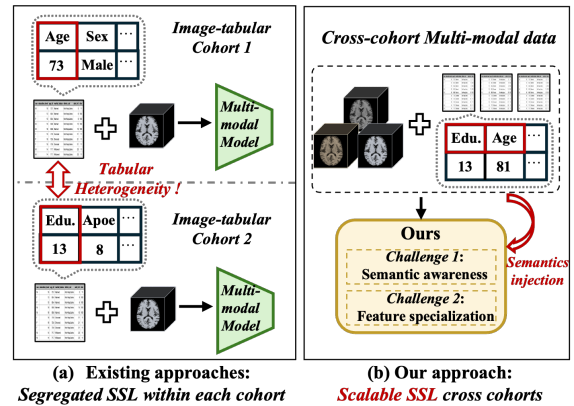 Age Sex ...
73 Male
Image-tabular
Cohort 1
Multi-
modal
Model
Tabular
Heterogeneity !
Edu. Apoe ...
13 8
Image-tabular
Cohort 2
Multi-
modal
Model
(a) Existing approaches:
Segregated SSL within each cohort
Cross-cohort Multi-modal data
Edu. Age ...
13 81 ...
Ours
Challenge 1:
Semantic awareness
Challenge 2:
Feature specialization
Semantics
injection
(b) Our approach:
Scalable SSL cross cohorts